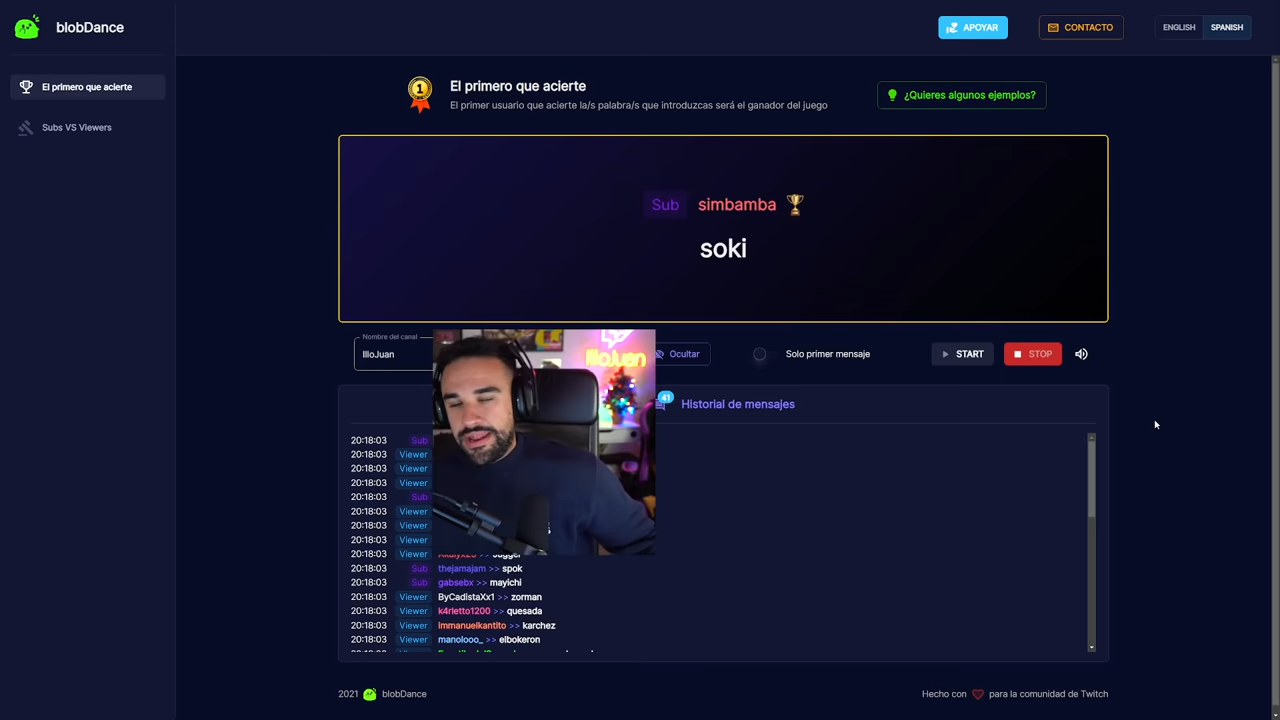 blobDance
APOYAR
CONTACTO
ENGLISH
SPANISH
El primero que acierte
Subs VS Viewers
1
El primero que acierte
El primer usuario que acierte la/s palabra/s que introduzcas será el ganador del juego
¿Quieres algunos ejemplos?
Sub simbamba
soki
Nombre del canal
IlloJuan
Ocultar
Solo primer mensaje
START
STOP
IlloJuan
41
Historial de mensajes
20:18:03 Sub
20:18:03 Viewer
20:18:03 Viewer
20:18:03 Viewer
20:18:03 Sub
20:18:03 Viewer
20:18:03 Viewer
20:18:03 Viewer
20:18:03 Viewer
20:18:03 Sub thejamajam >> spok
20:18:03 Sub gabsebx >> mayichi
20:18:03 Viewer ByCadistaXx1 >> zorman
20:18:03 Viewer k4rletto1200 >> quesada
20:18:03 Viewer Immanuelkantito >> karchez
20:18:03 Viewer manolooo_ >> elbokeron
2021 blobDance
Hecho con para la comunidad de Twitch